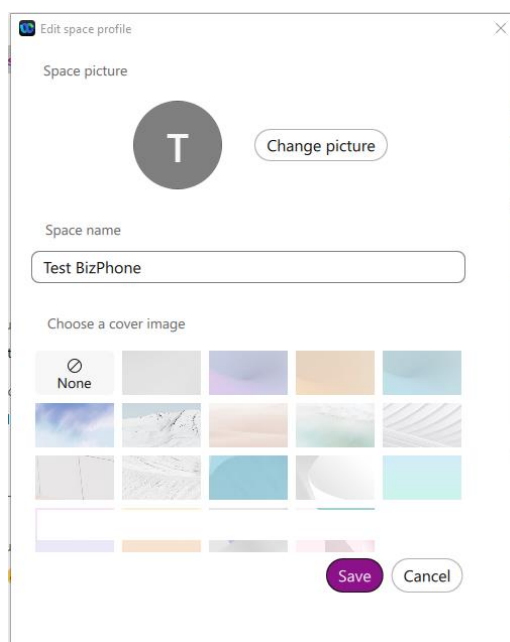 Edit space profile
Space picture
T
Change picture
Space name
Test BizPhone
Choose a cover image
None
Save
Cancel